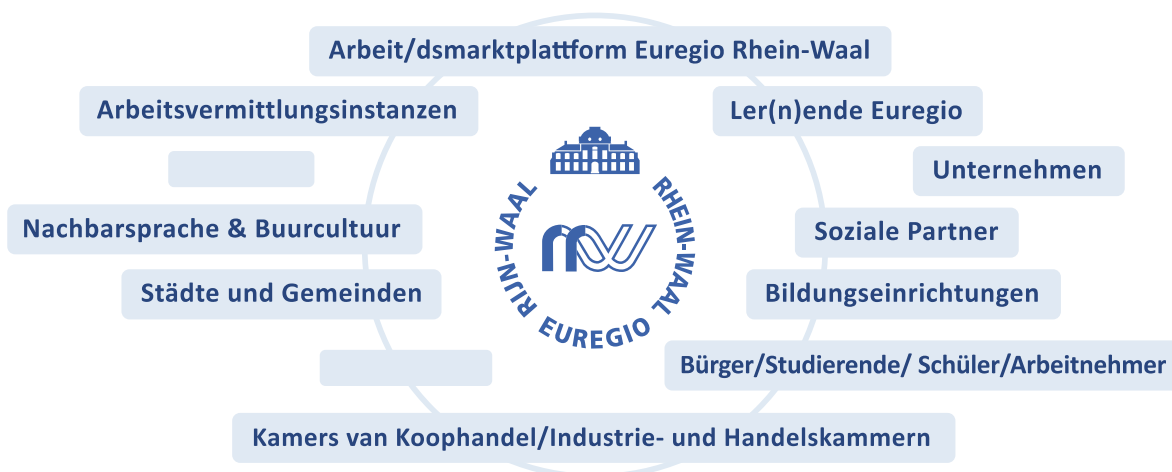 Arbeit/dsmarktplattform Euregio Rhein-Waal
Arbeitsvermittlungsinstanzen
Ler(n)ende Euregio
Unternehmen
Nachbarsprache & Buurcultuur
Soziale Partner
Städte und Gemeinden
Bildungseinrichtungen
Bürger/Studierende/ Schüler/Arbeitnehmer
Kamers van Koophandel/Industrie- und Handelskammern
RIJN-WAAL
RHEIN-WAAL
EUREGIO